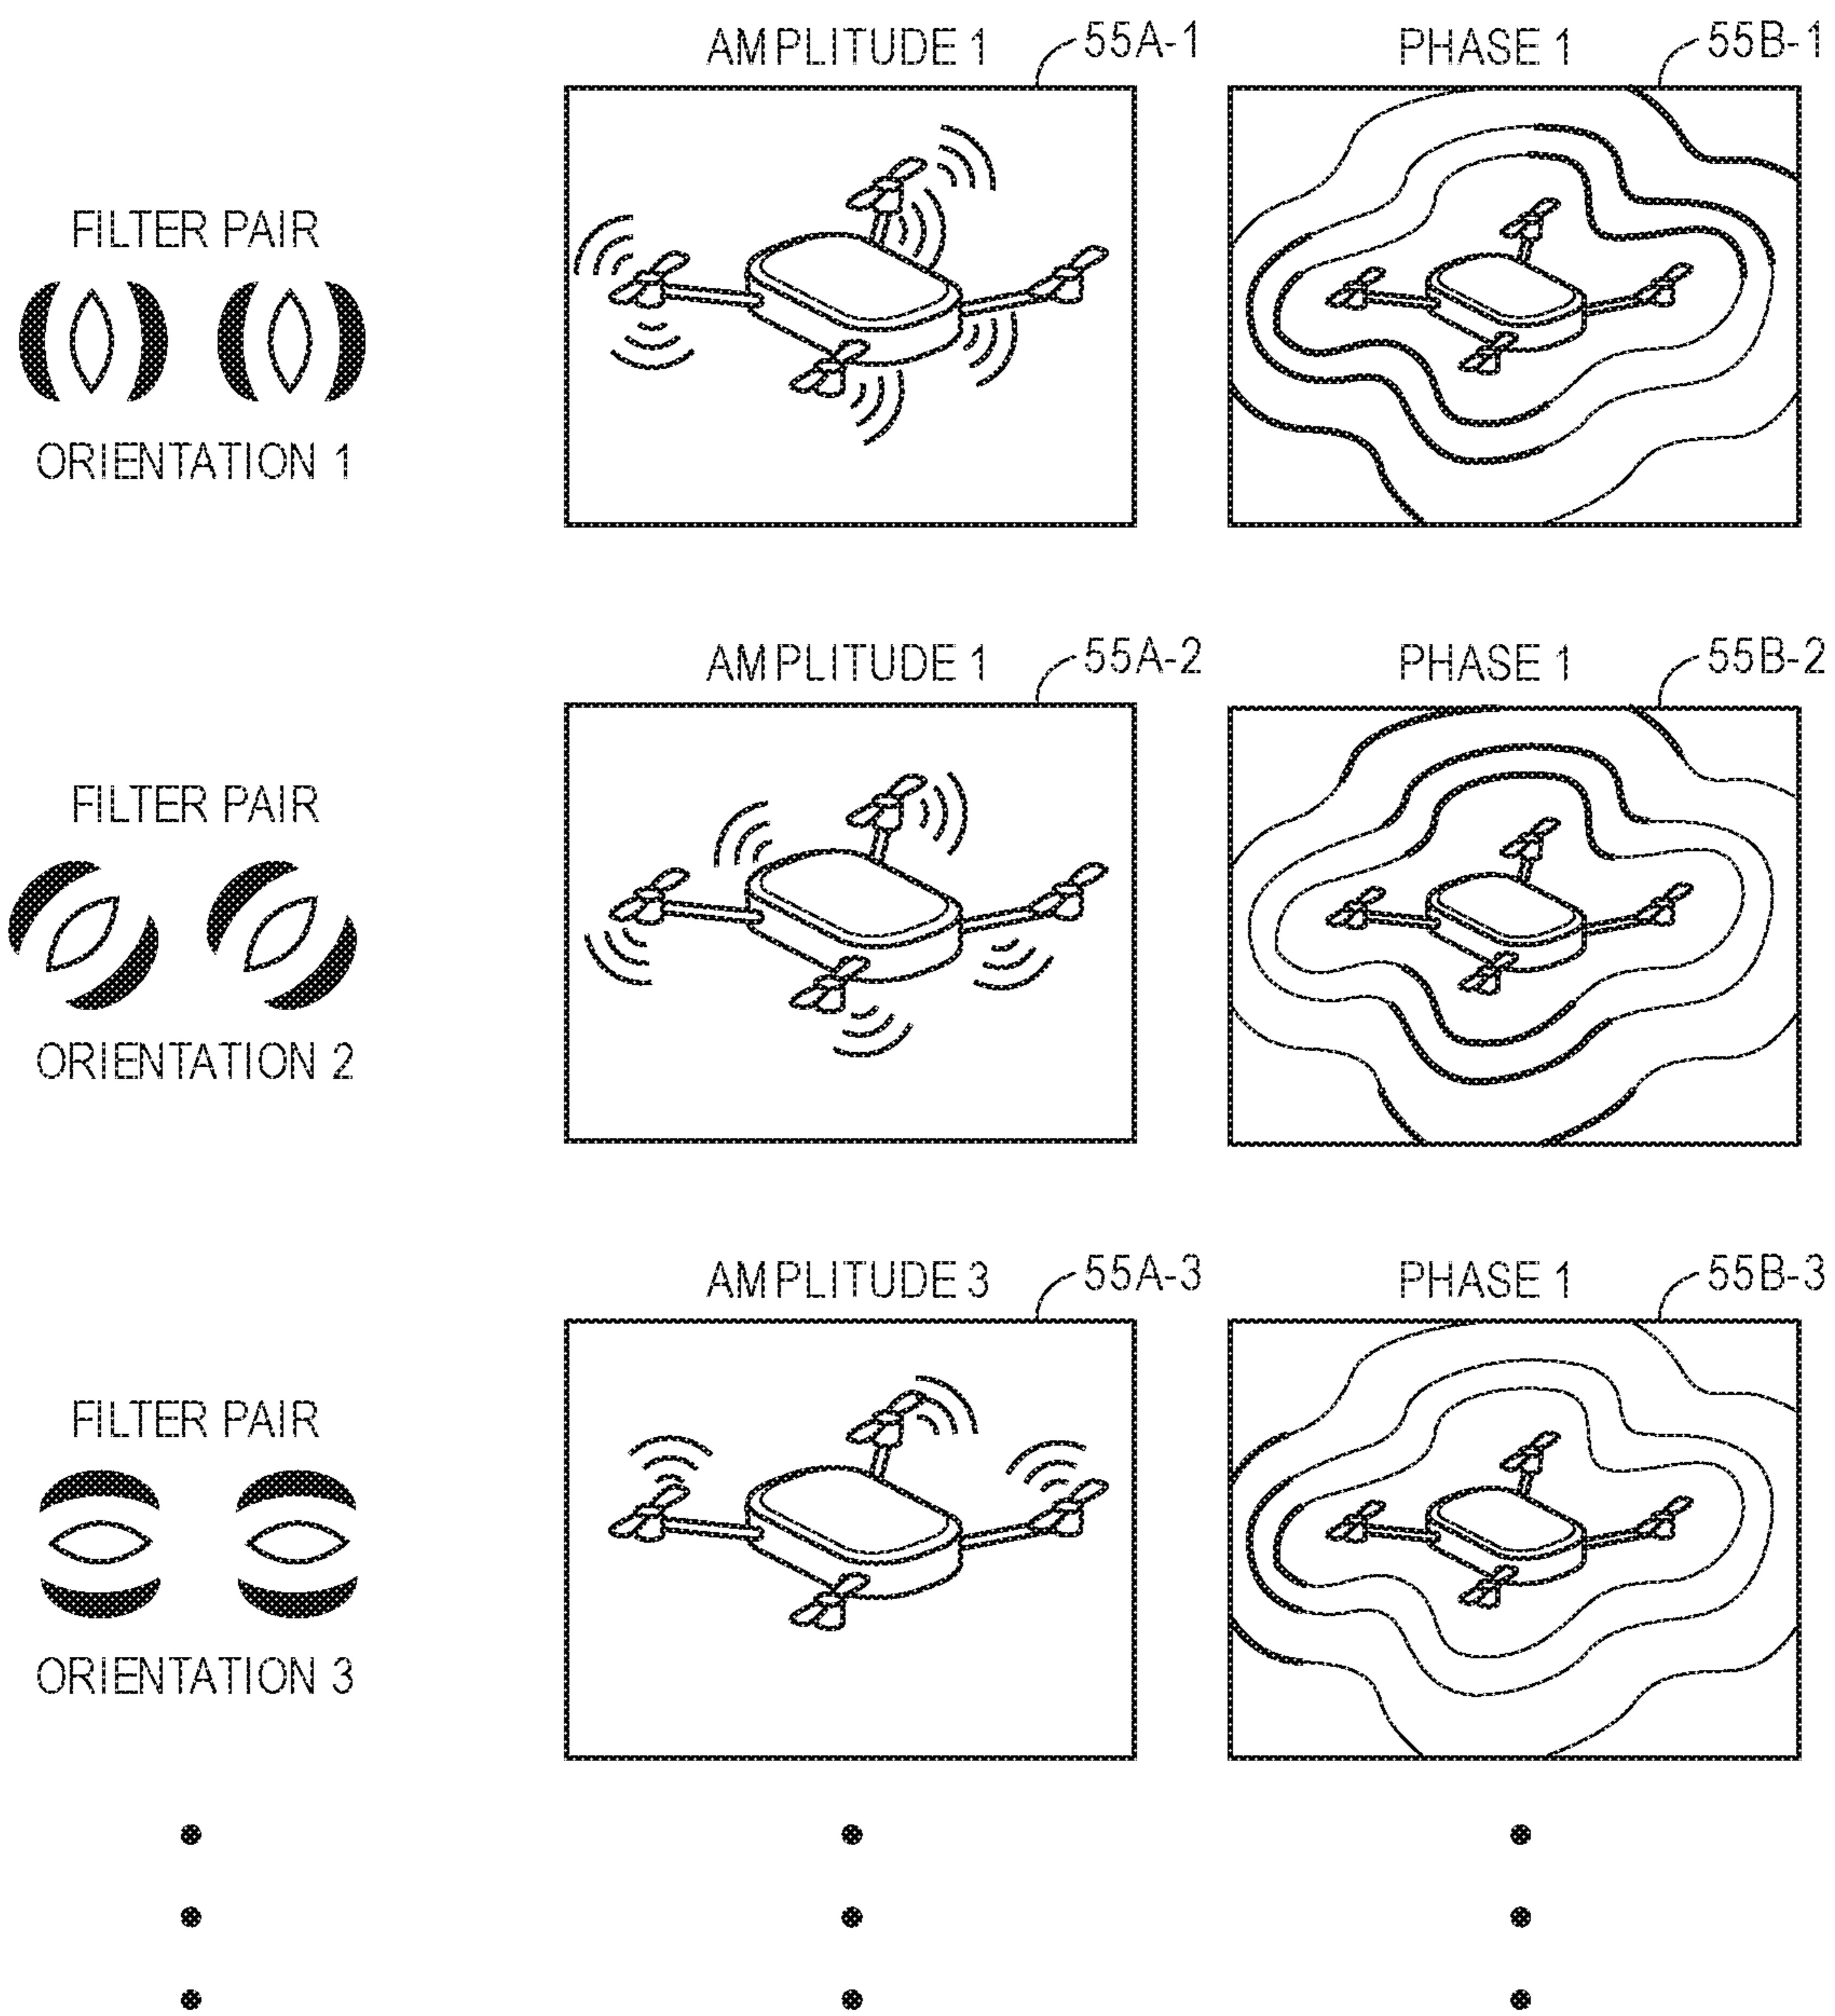 AMPLITUDE 1 55A-1 PHASE 1 55B-1
FILTER PAIR
ORIENTATION 1
AMPLITUDE 1 55A-2 PHASE 1 55B-2
FILTER PAIR
ORIENTATION 2
AMPLITUDE 3 55A-3 PHASE 1 55B-3
FILTER PAIR
ORIENTATION 3